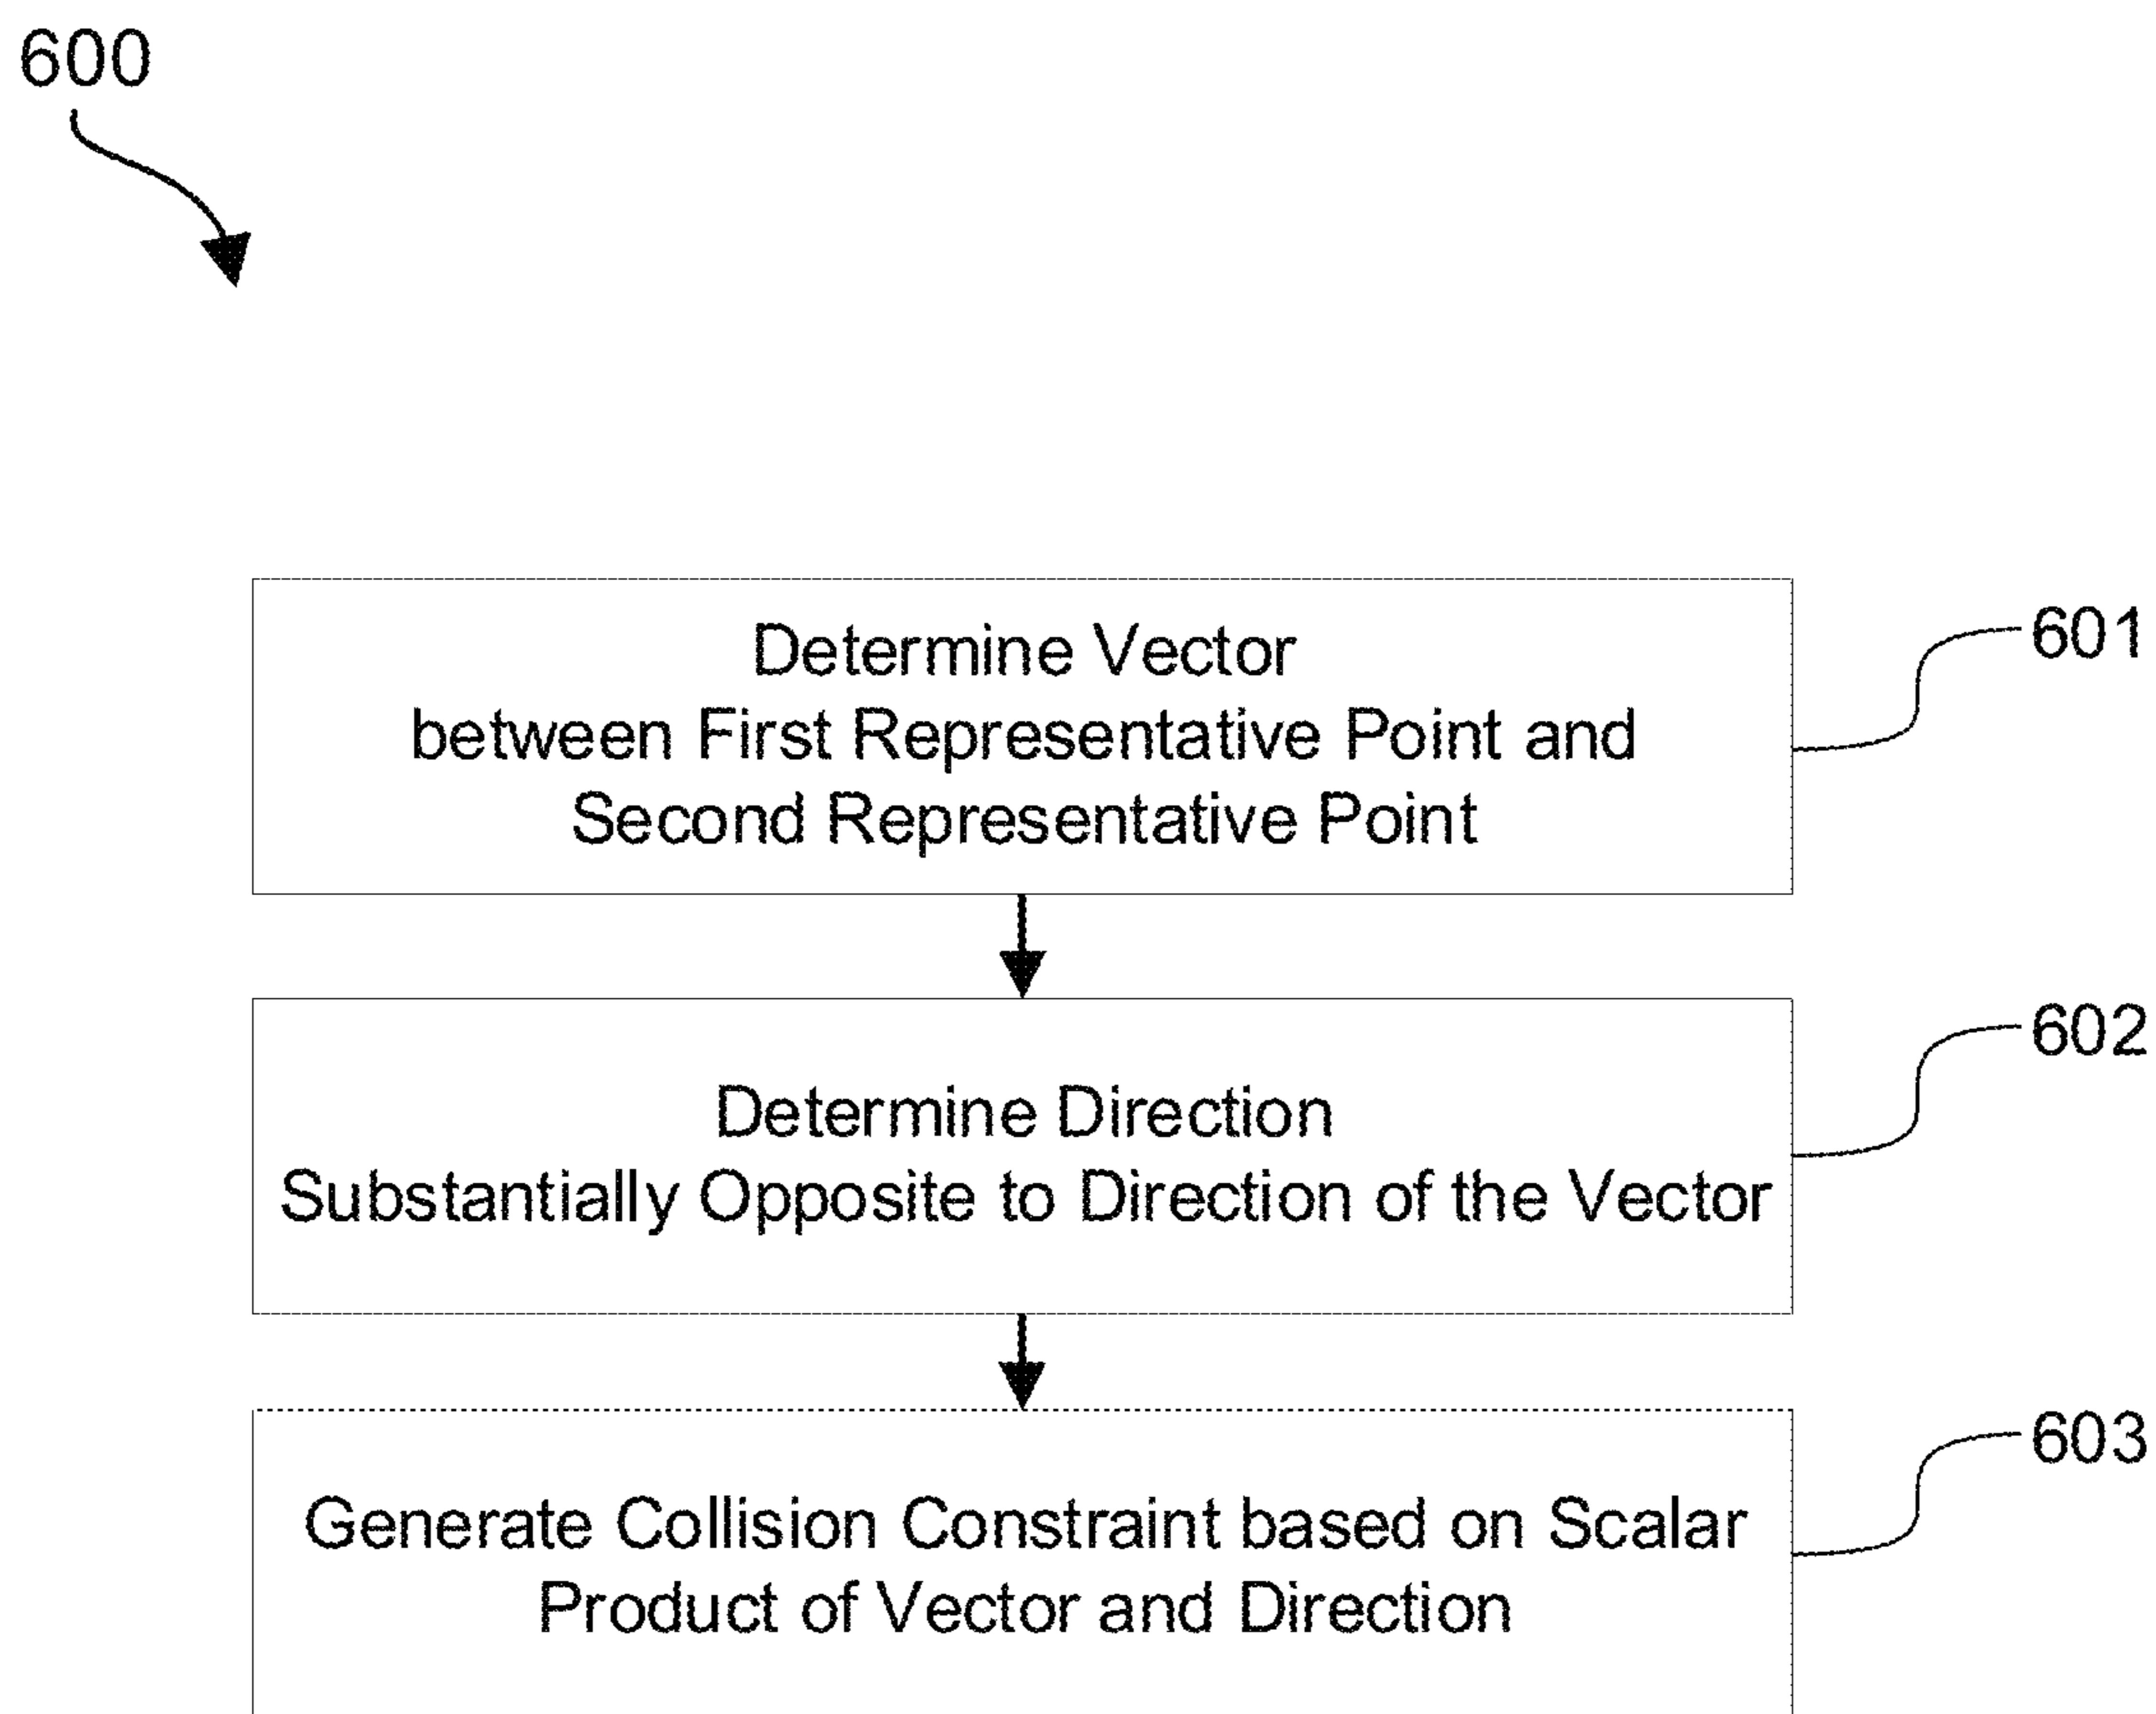 600
Determine Vector
between First Representative Point and
Second Representative Point
601
Determine Direction
Substantially Opposite to Direction of the Vector
602
Generate Collision Constraint based on Scalar
Product of Vector and Direction
603